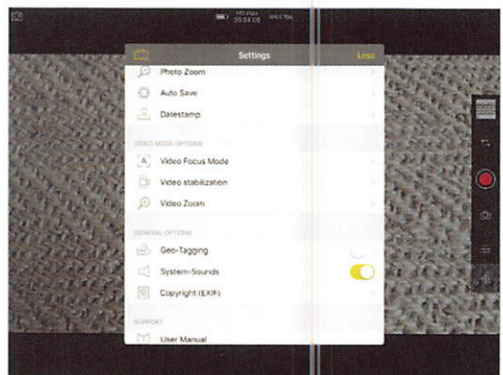 Settings
Less
Photo Zoom
Auto Save
Datestamp
VIDEO MODE OPTIONS
Video Focus Mode
Video stabilization
Video Zoom
GENERAL OPTIONS
Geo-Tagging
System-Sounds
Copyright (EXIF)
SUPPORT
User Manual